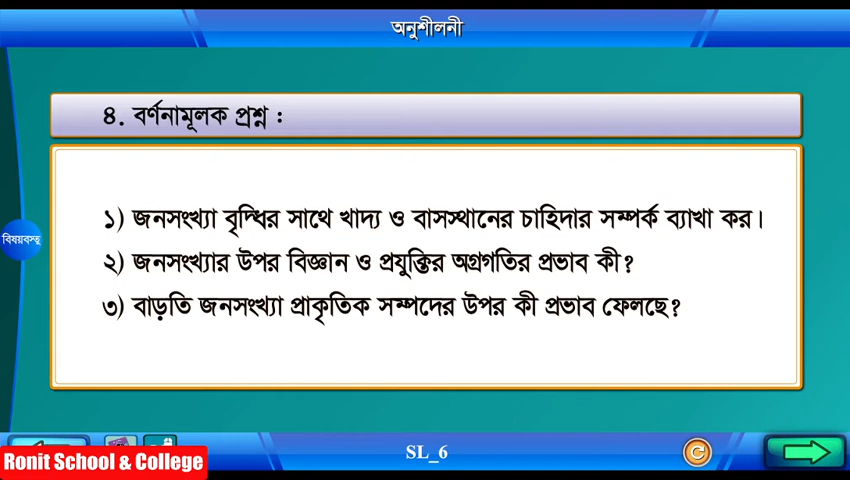 অনুশীলনী
৪. বর্ণনামূলক প্রশ্ন :
১) জনসংখ্যা বৃদ্ধির সাথে খাদ্য ও বাসস্থানের চাহিদার সম্পর্ক ব্যাখা কর।
২) জনসংখ্যার উপর বিজ্ঞান ও প্রযুক্তির অগ্রগতির প্রভাব কী?
৩) বাড়তি জনসংখ্যা প্রাকৃতিক সম্পদের উপর কী প্রভাব ফেলছে?
বিষয়বস্তু
SL_6
Ronit School & College